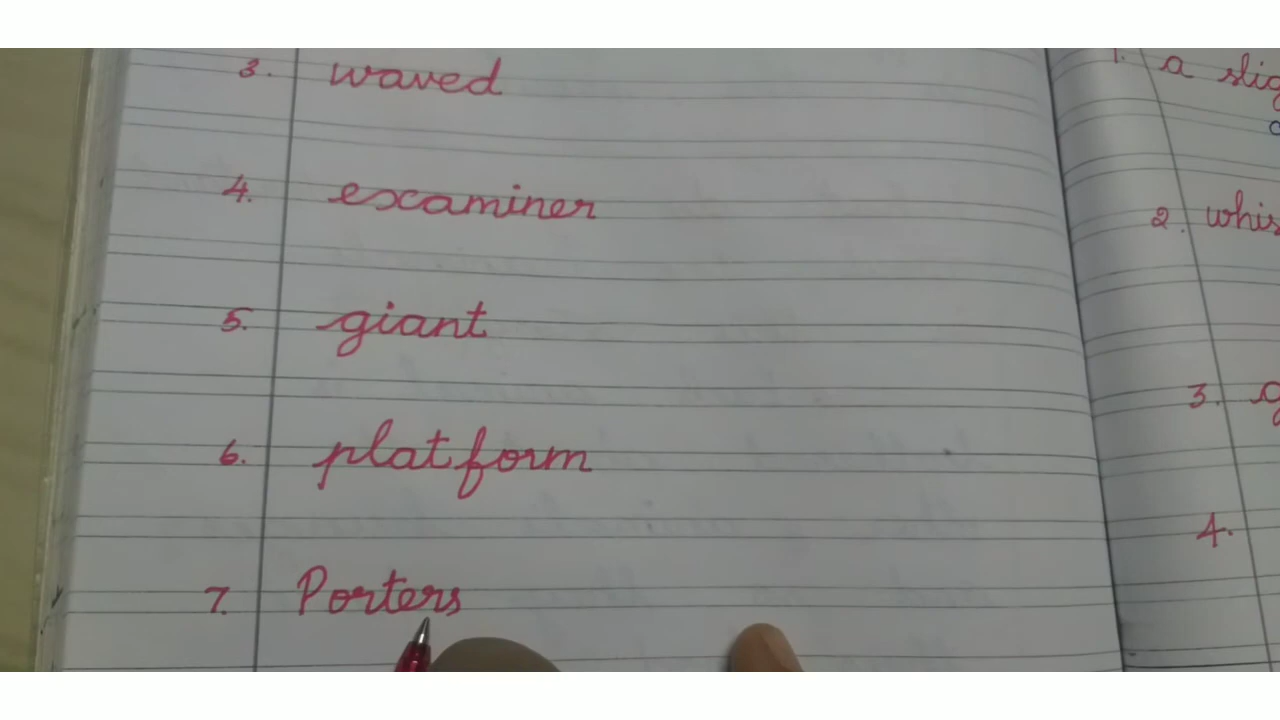 3. waved
4. examiner
5. giant
6. platform
7. Porters
1. a
2.
3.
4.